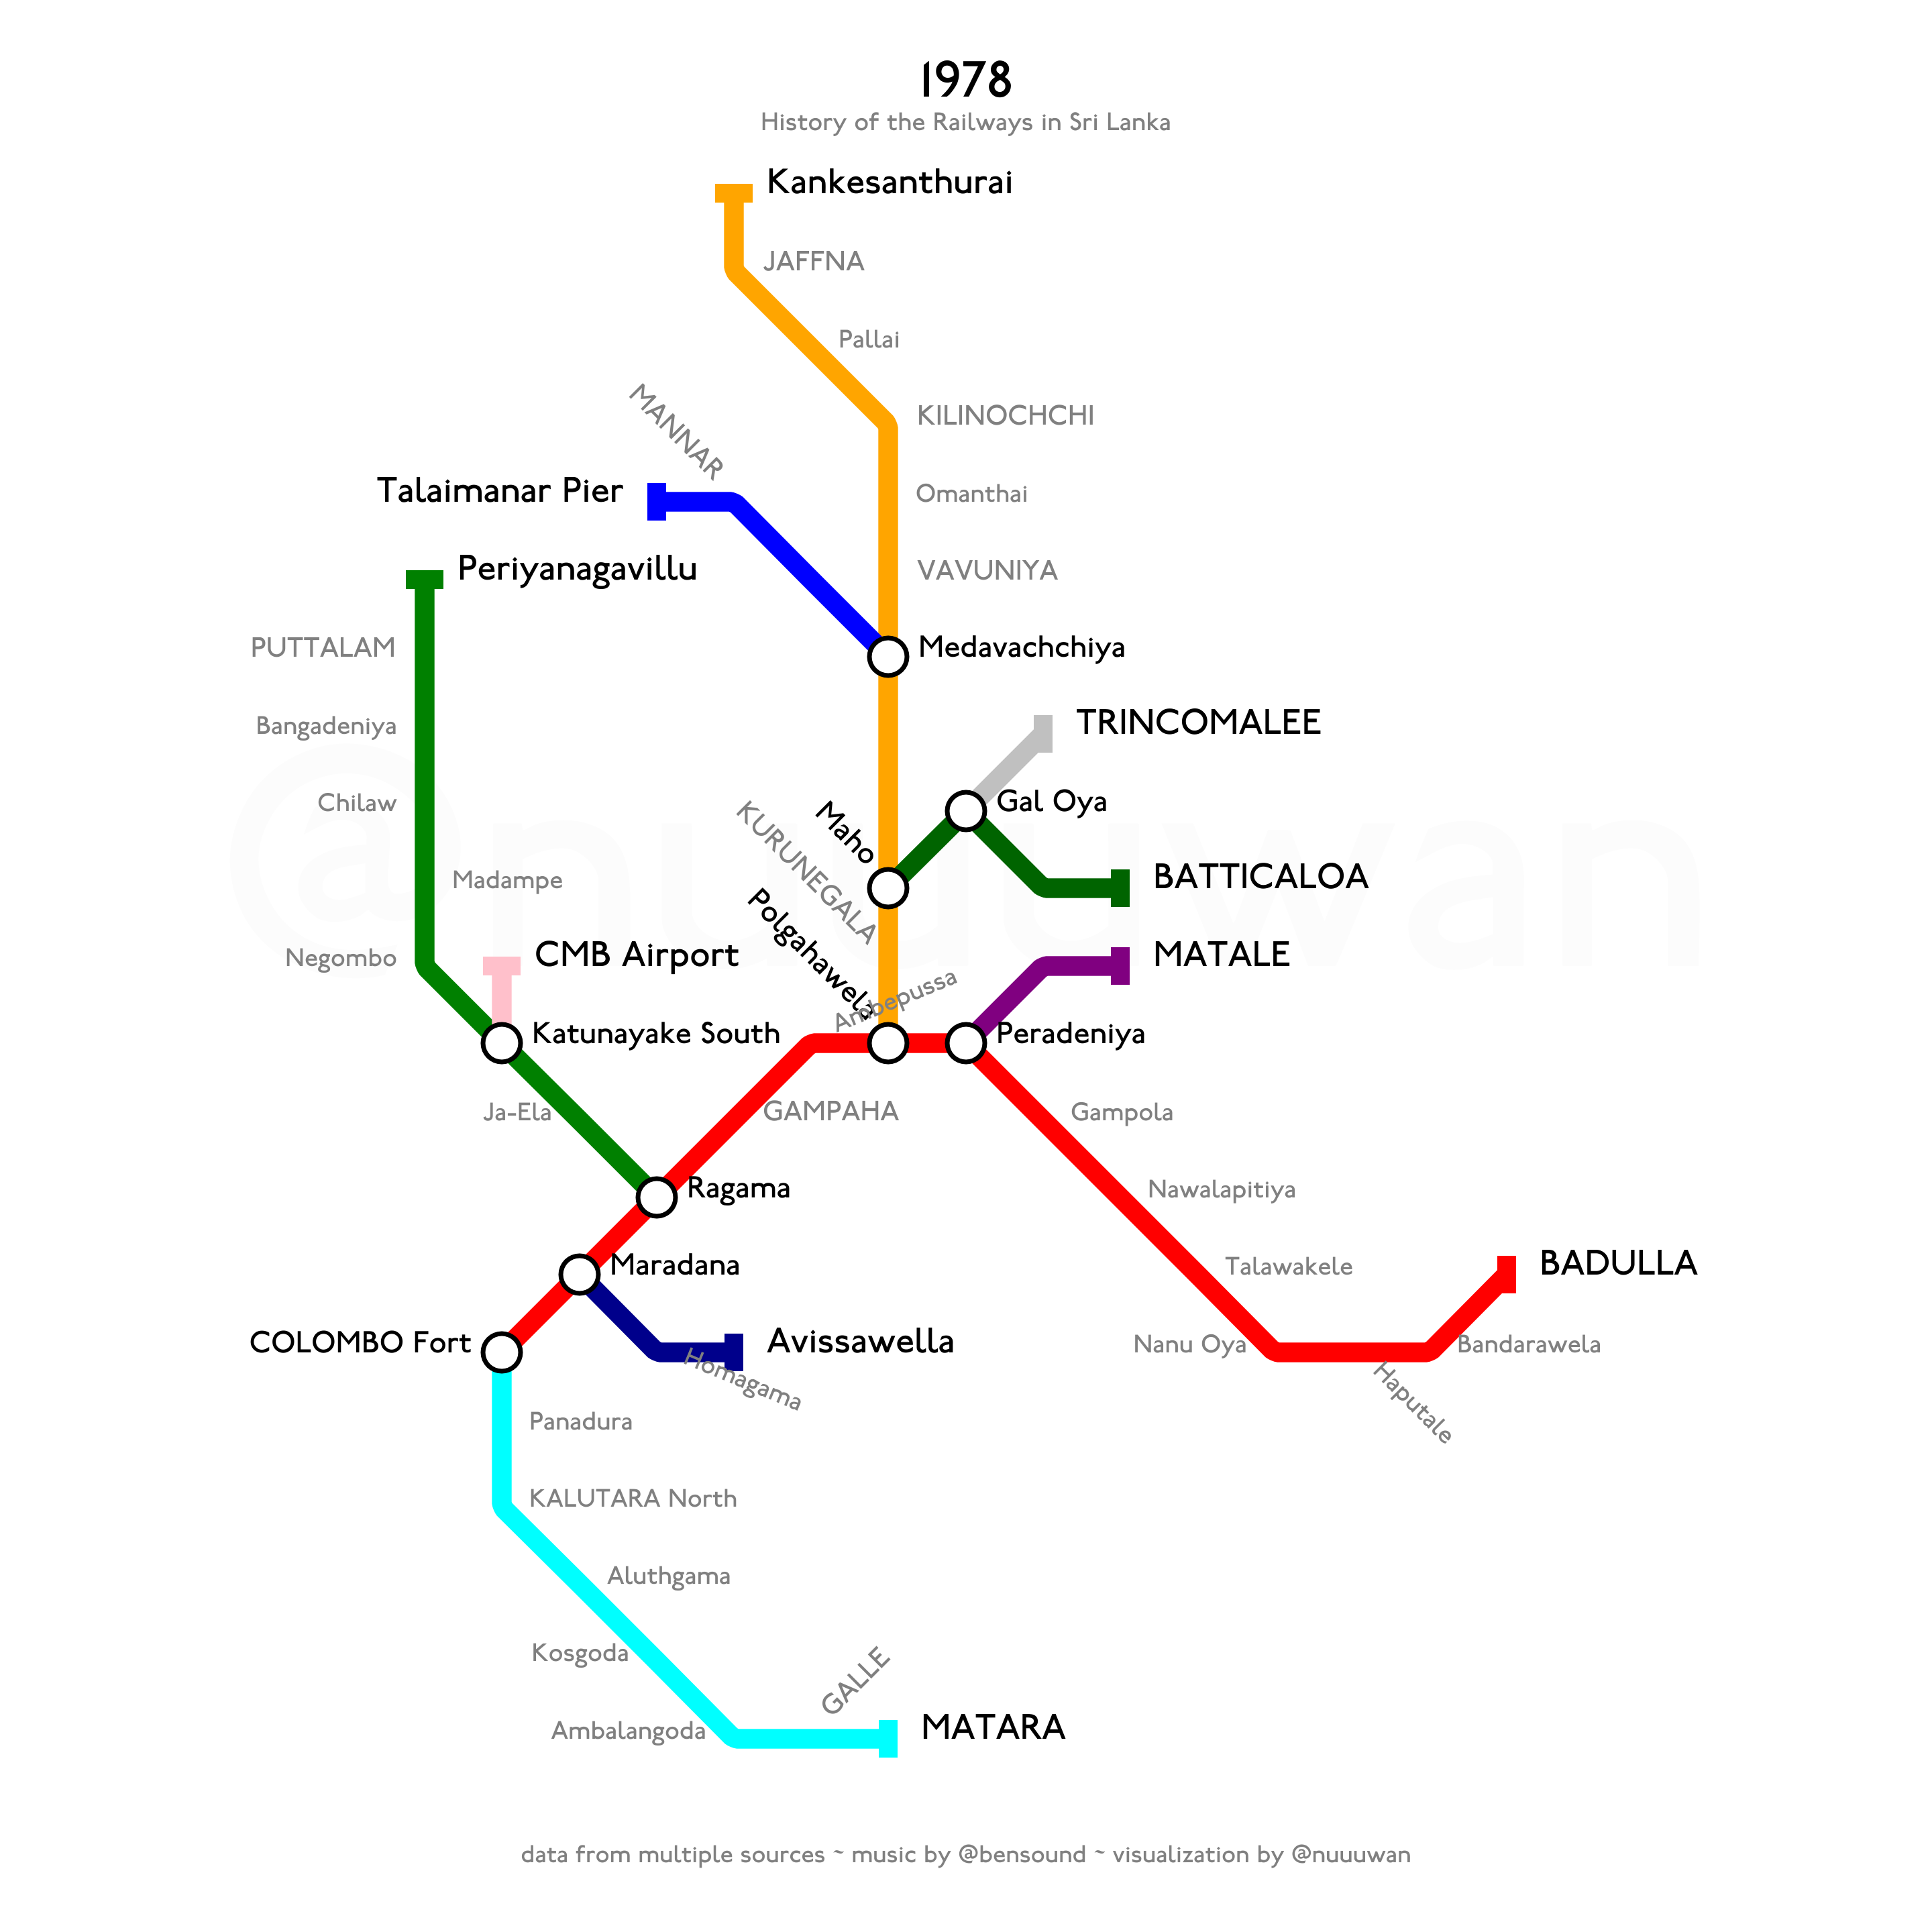 1978
History of the Railways in Sri Lanka
Kankesanthurai
JAFFNA
Pallai
MANNAR
KILINOCHCHI
Talaimanar Pier
Omanthai
Periyanagavillu
VAVUNIYA
PUTTALAM
Medavachchiya
Bangadeniya
TRINCOMALEE
Chilaw
Maho
Gal Oya
KURUNEGALA
@nuuuwan
Madampe
BATTICALOA
Polgahawela
Negombo
CMB Airport
MATALE
Ambepussa
Katunayake South
Peradeniya
Ja-Ela
GAMPAHA
Gampola
Ragama
Nawalapitiya
Maradana
Talawakele
BADULLA
COLOMBO Fort
Avissawella
Nanu Oya
Bandarawela
Homagama
Haputale
Panadura
KALUTARA North
Aluthgama
Kosgoda
GALLE
Ambalangoda
MATARA
data from multiple sources ~ music by @bensound ~ visualization by @nuuuwan